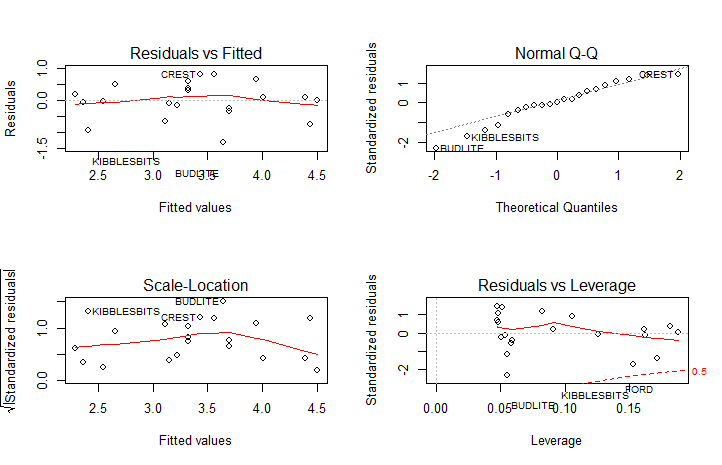 Residuals vs Fitted
Residuals
1.0
0.0
-1.5
CREST
KIBBLESBITS
BUDLITE
2.5 3.0 3.5 4.0 4.5
Fitted values
Normal Q-Q
Standardized residuals
1
0
-2
CREST
KIBBLESBITS
BUDLITE
-2 -1 0 1 2
Theoretical Quantiles
Scale-Location
√|Standardized residuals|
1.0
0.0
BUDLITE
KIBBLESBITS
CREST
2.5 3.0 3.5 4.0 4.5
Fitted values
Residuals vs Leverage
Standardized residuals
1
0
-2
0.5
FORD
KIBBLESBITS
BUDLITE
0.00 0.05 0.10 0.15
Leverage